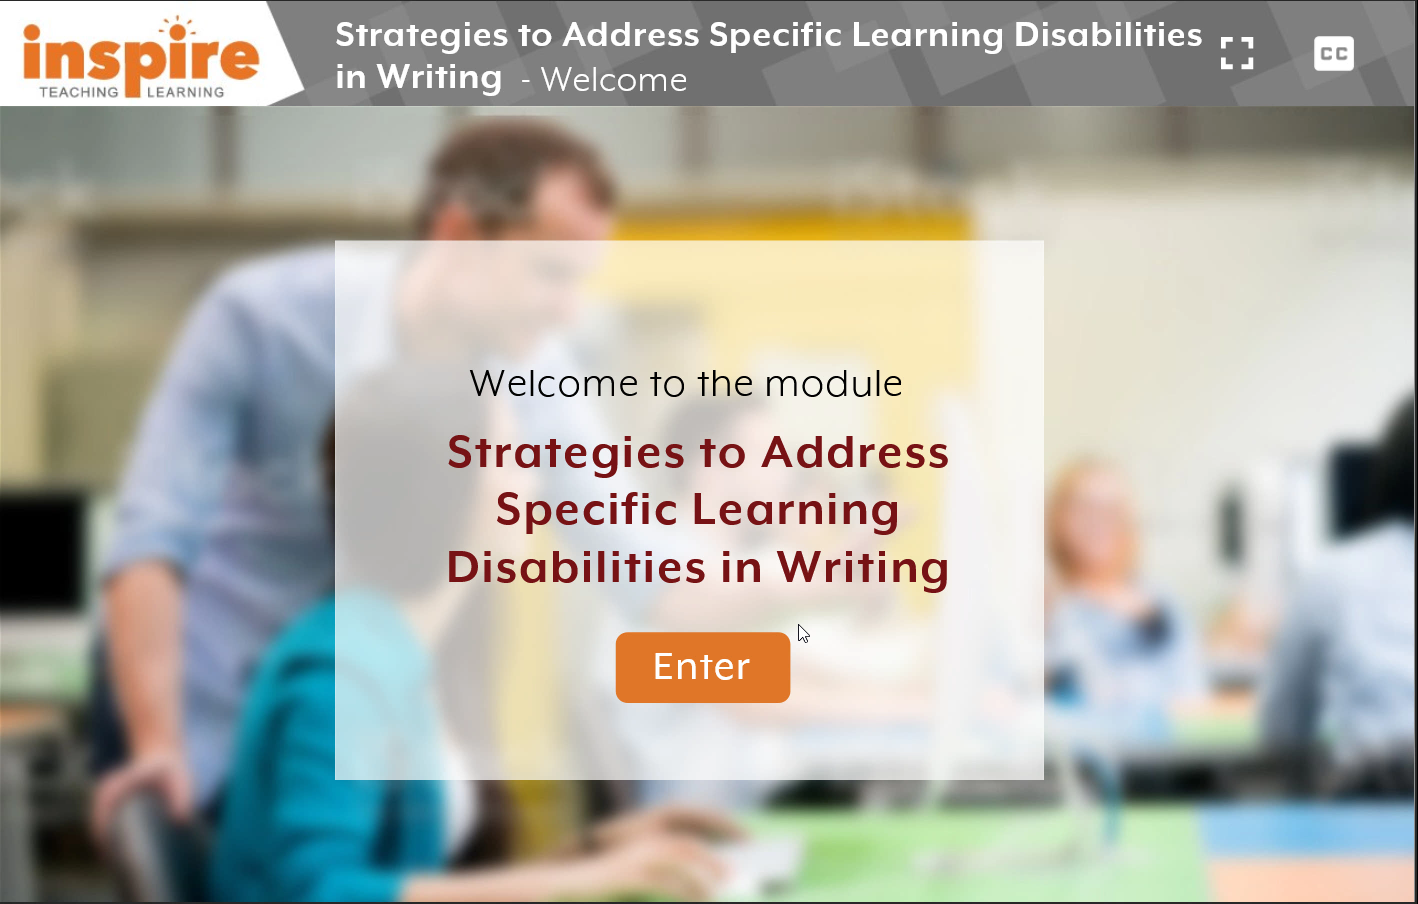 inspire
TEACHING LEARNING
Strategies to Address Specific Learning Disabilities
in Writing - Welcome
CC
Welcome to the module
Strategies to Address
Specific Learning
Disabilities in Writing
Enter